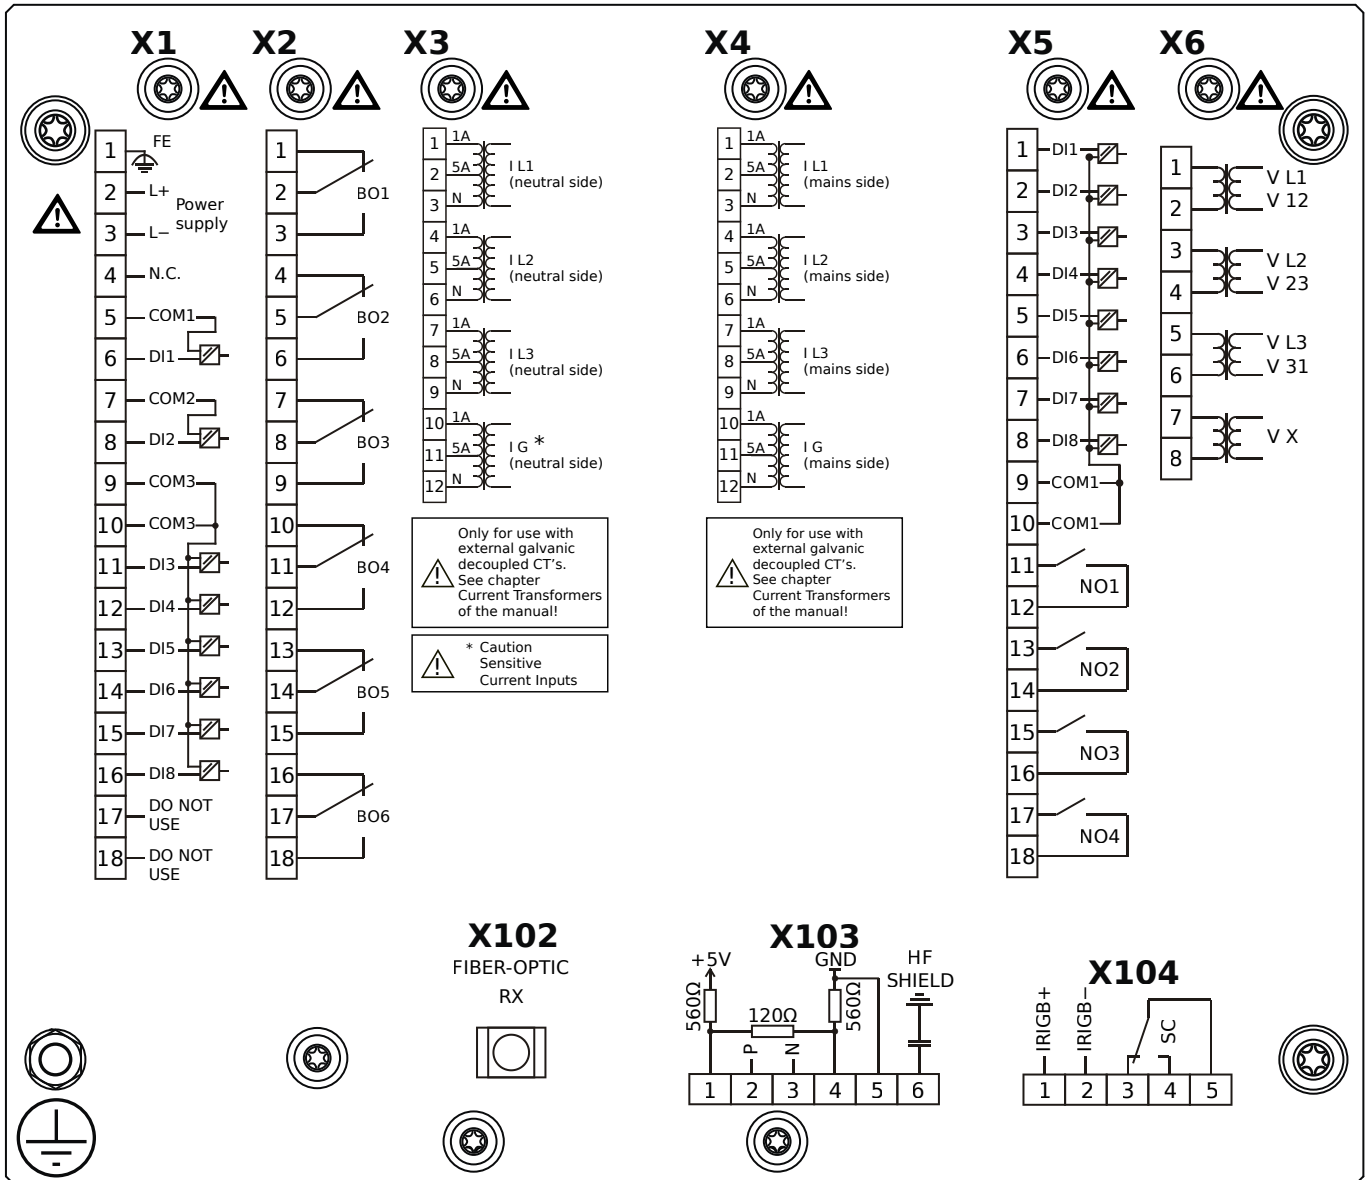 X1 X2 X3 X4 X5 X6
1 FE
2 L+
Power
supply
3 L−
4 N.C.
5 COM1
6 DI1
7 COM2
8 DI2
9 COM3
10 COM3
11 DI3
12 DI4
13 DI5
14 DI6
15 DI7
16 DI8
17 DO NOT
USE
18 DO NOT
USE
1
2 BO1
3
4
5 BO2
6
7
8 BO3
9
10
11 BO4
12
13
14 BO5
15
16
17 BO6
18
1 1A
I L1
2 5A
(neutral side)
3 N
4 1A
I L2
5 5A
(neutral side)
6 N
7 1A
I L3
8 5A
(neutral side)
9 N
10 1A
I G *
11 5A
(neutral side)
12 N
Only for use with
external galvanic
decoupled CT's.
See chapter
Current Transformers
of the manual!
* Caution
Sensitive
Current Inputs
1 1A
I L1
2 5A
(mains side)
3 N
4 1A
I L2
5 5A
(mains side)
6 N
7 1A
I L3
8 5A
(mains side)
9 N
10 1A
I G
11 5A
(mains side)
12 N
Only for use with
external galvanic
decoupled CT's.
See chapter
Current Transformers
of the manual!
1 DI1
2 DI2
3 DI3
4 DI4
5 DI5
6 DI6
7 DI7
8 DI8
9 COM1
10 COM1
11
NO1
12
13
NO2
14
15
NO3
16
17
NO4
18
1
V L1
2
V 12
3
V L2
4
V 23
5
V L3
6
V 31
7
V X
8
X102
FIBER-OPTIC
RX
X103
+5V GND HF
SHIELD
560Ω 120Ω 560Ω
P N
1 2 3 4 5 6
X104
IRIGB+ IRIGB− SC
1 2 3 4 5